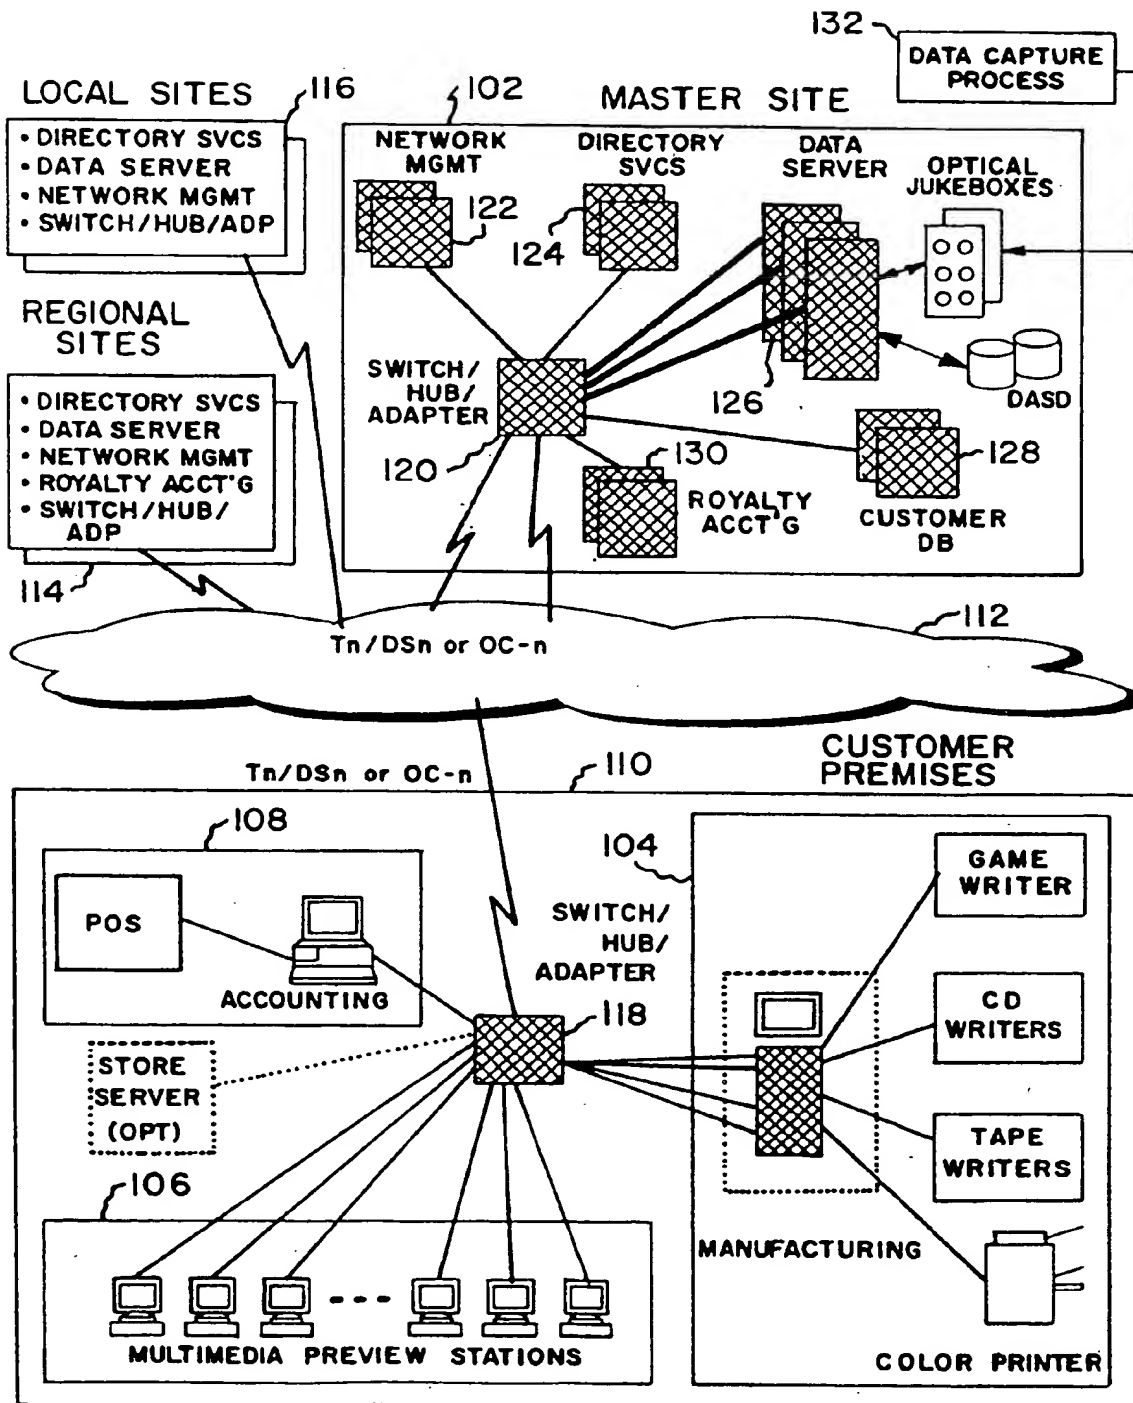 132
DATA CAPTURE
PROCESS
LOCAL SITES
116
• DIRECTORY SVCS
• DATA SERVER
• NETWORK MGMT
• SWITCH/HUB/ADP
REGIONAL
SITES
• DIRECTORY SVCS
• DATA SERVER
• NETWORK MGMT
• ROYALTY ACCT'G
• SWITCH/HUB/
ADP
114
102
MASTER SITE
NETWORK
MGMT
122
DIRECTORY
SVCS
124
DATA
SERVER
126
OPTICAL
JUKEBOXES
DASD
SWITCH/
HUB/
ADAPTER
120
130
ROYALTY
ACCT'G
128
CUSTOMER
DB
112
Tn/DSn or OC-n
Tn/DSn or OC-n
110
CUSTOMER
PREMISES
108
POS
ACCOUNTING
STORE
SERVER
(OPT)
SWITCH/
HUB/
ADAPTER
118
106
MULTIMEDIA PREVIEW STATIONS
104
GAME
WRITER
CD
WRITERS
TAPE
WRITERS
MANUFACTURING
COLOR PRINTER